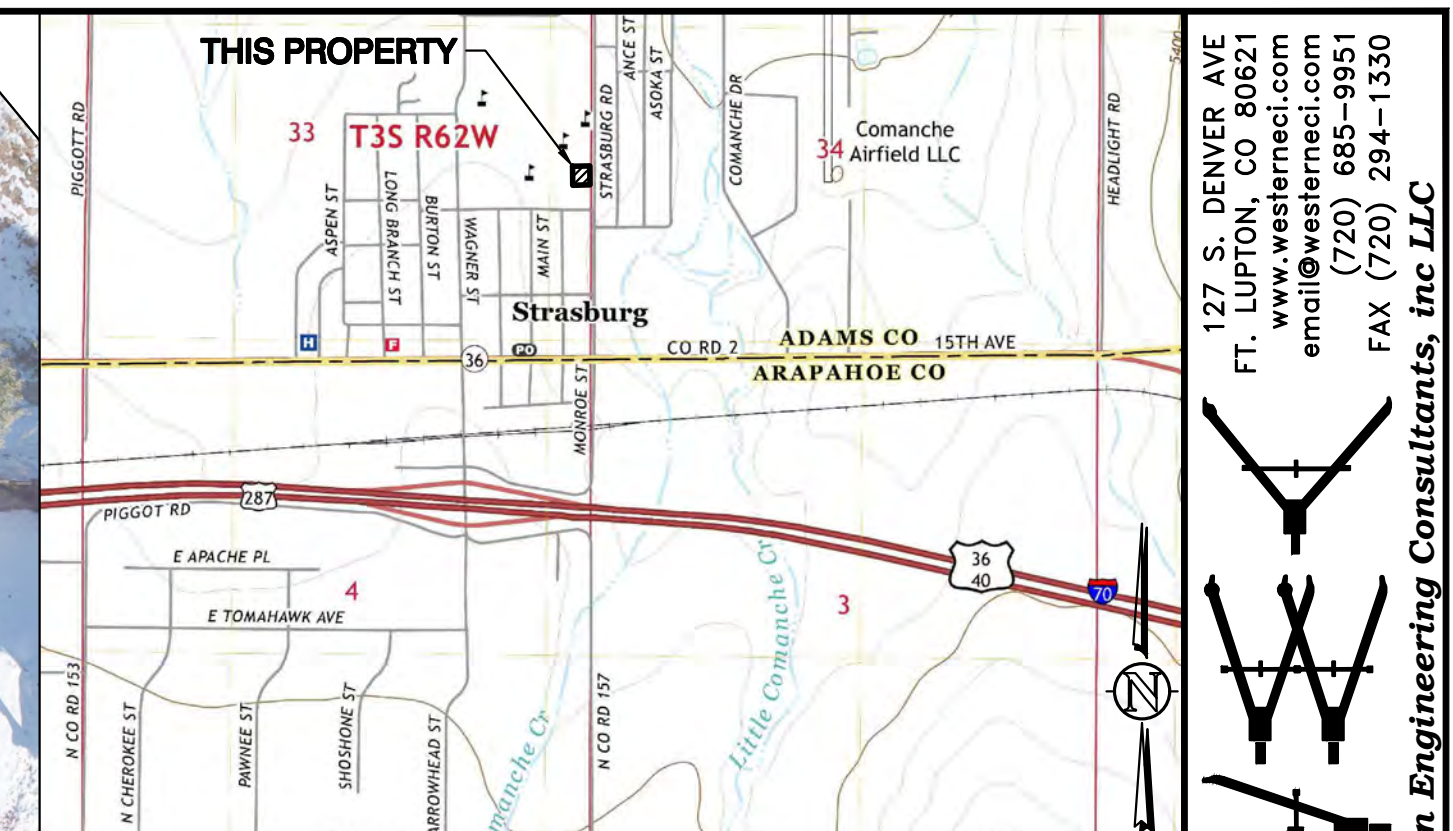 THIS PROPERTY
PIGGOTT RD
33
T3S R62W
ASPEN ST
LONG BRANCH ST
BURTON ST
WAGNER ST
MAIN ST
STRASBURG RD
ANCE ST
ASOKA ST
COMANCHE DR
34
Comanche
Airfield LLC
HEADLIGHT RD
5400
Strasburg
H
F
36
PO
CO RD 2
ADAMS CO
15TH AVE
ARAPAHOE CO
MONROE ST
287
PIGGOT RD
E APACHE PL
4
E TOMAHAWK AVE
3
36
40
70
N CO RD 153
N CHEROKEE ST
PAWNEE ST
SHOSHONE ST
ARROWHEAD ST
manche Cr
N CO RD 157
Little Comanche Cr
N
127 S. DENVER AVE
FT. LUPTON, CO 80621
www.westerneci.com
email@westerneci.com
(720) 685-9951
FAX (720) 294-1330
n Engineering Consultants, inc LLC